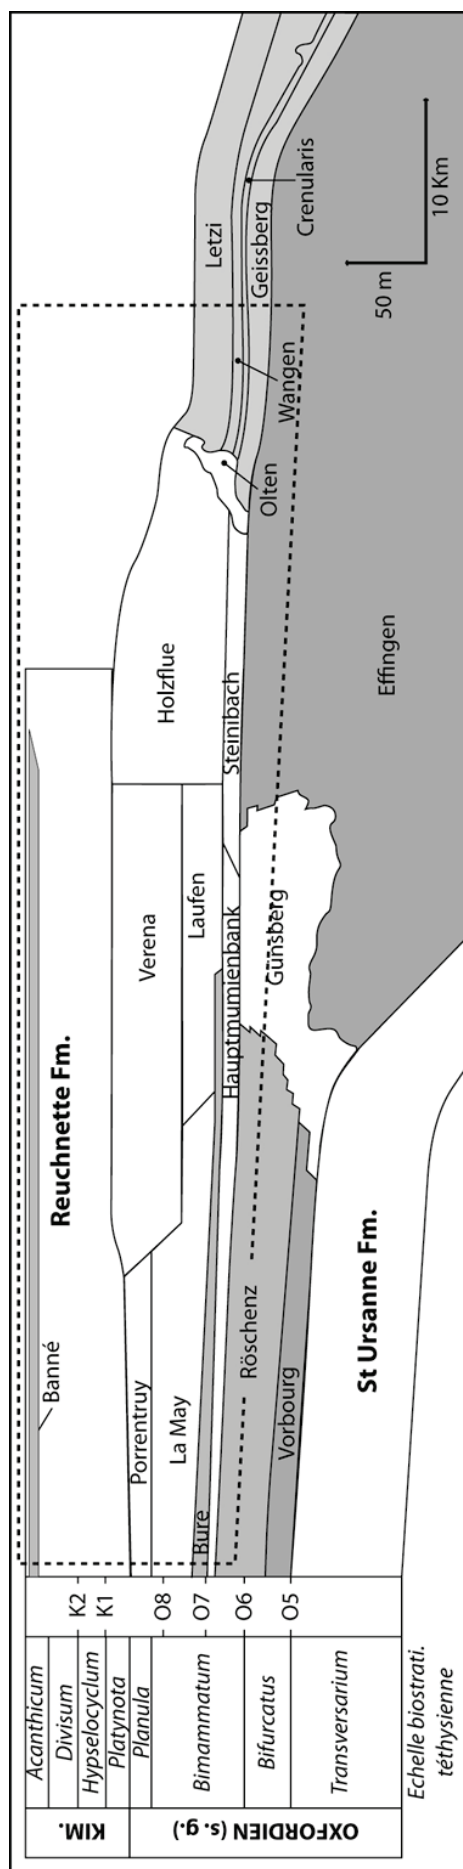 KIM.
OXFORDIEN (s. g.)
Acanthicum
Divisum
Hypselocyclum
Platynota
Planula
Bimammatum
Bifurcatus
Transversarium
Echelle biostrati.
téthysienne
K2
K1
O8
O7
O6
O5
Banné
Reuchnette Fm.
Porrentruy
La May
Bure
Röschenz
Vorbourg
St Ursanne Fm.
Verena
Laufen
Hauptmumienbank
Günsberg
Holzflue
Steinibach
Effingen
Olten
Wangen
Letzi
Geissberg
Crenularis
50 m
10 Km